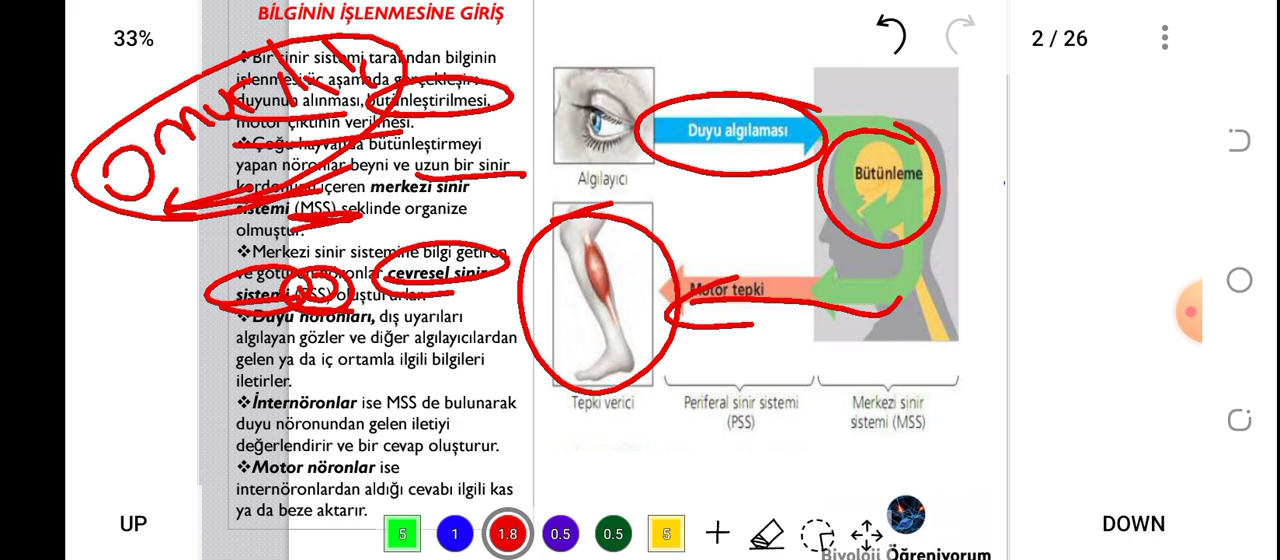 33%
BİLGİNİN İŞLENMESİNE GİRİŞ
2 / 26
❖Bir sinir sistemi tarafından bilginin
işlenmesi üç aşamada gerçekleşir:
duyunun alınması, bütünleştirilmesi,
motor çıktının verilmesi.
❖Çoğu hayvanda bütünleştirmeyi
yapan nöronlar beyni ve uzun bir sinir
kordonunu içeren merkezi sinir
sistemi (MSS) şeklinde organize
olmuştur.
❖Merkezi sinir sistemine bilgi getiren
ve götüren nöronlar çevresel sinir
sistemi (PSS) oluştururlar.
❖Duyu nöronları, dış uyarıları
algılayan gözler ve diğer algılayıcılardan
gelen ya da iç ortamla ilgili bilgileri
iletirler.
❖İnternöronlar ise MSS de bulunarak
duyu nöronundan gelen iletiyi
değerlendirir ve bir cevap oluşturur.
❖Motor nöronlar ise
internöronlardan aldığı cevabı ilgili kas
ya da beze aktarır.
Duyu algılaması
Bütünleme
Algılayıcı
Motor tepki
Tepki verici
Periferal sinir sistemi
(PSS)
Merkezi sinir
sistemi (MSS)
UP
5
1
1.8
0.5
0.5
5
DOWN
Biyoloji Öğreniyorum